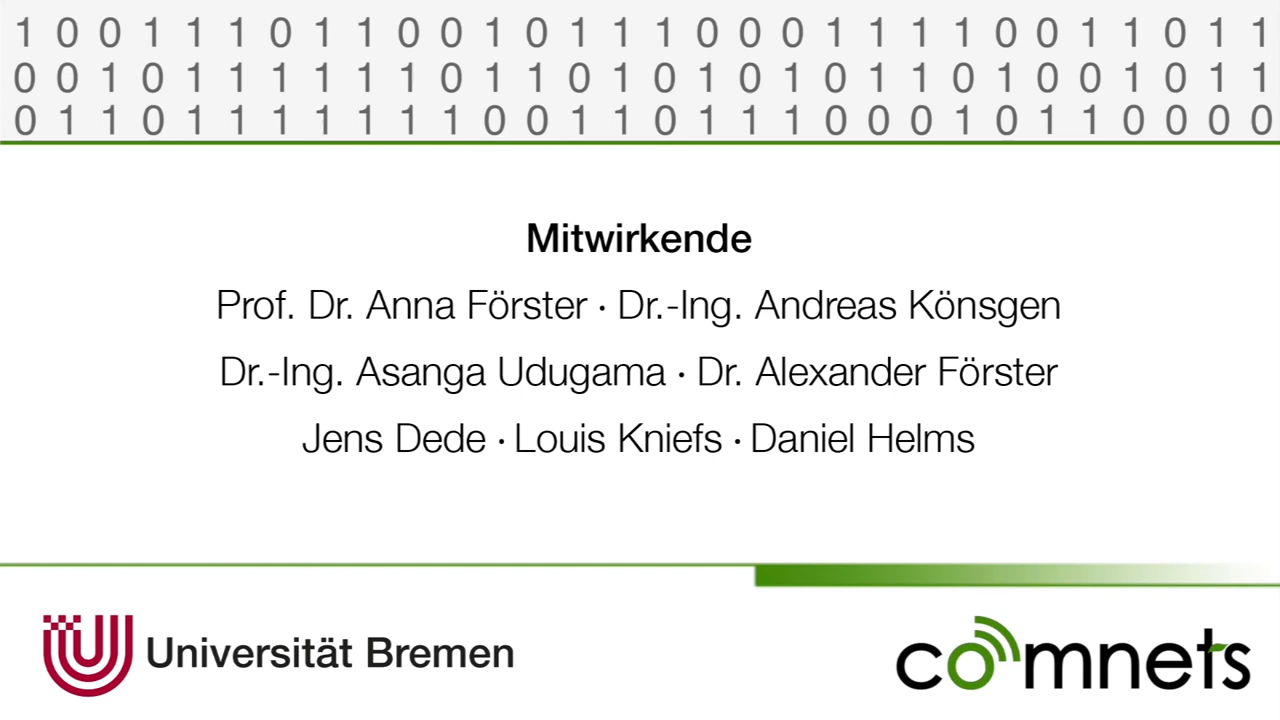 1 0 0 1 1 1 0 1 1 0 0 1 0 1 1 1 0 0 0 1 1 1 1 0 0 1 1 0 1 1
0 0 1 0 1 1 1 1 1 1 0 1 1 0 1 0 1 0 1 0 1 1 0 1 0 0 1 0 1 1
0 1 1 0 1 1 1 1 1 1 1 0 0 1 1 0 1 1 1 0 0 0 1 0 1 1 0 0 0 0
Mitwirkende
Prof. Dr. Anna Förster · Dr.-Ing. Andreas Könsgen
Dr.-Ing. Asanga Udugama · Dr. Alexander Förster
Jens Dede · Louis Kniefs · Daniel Helms
Universität Bremen
comnets